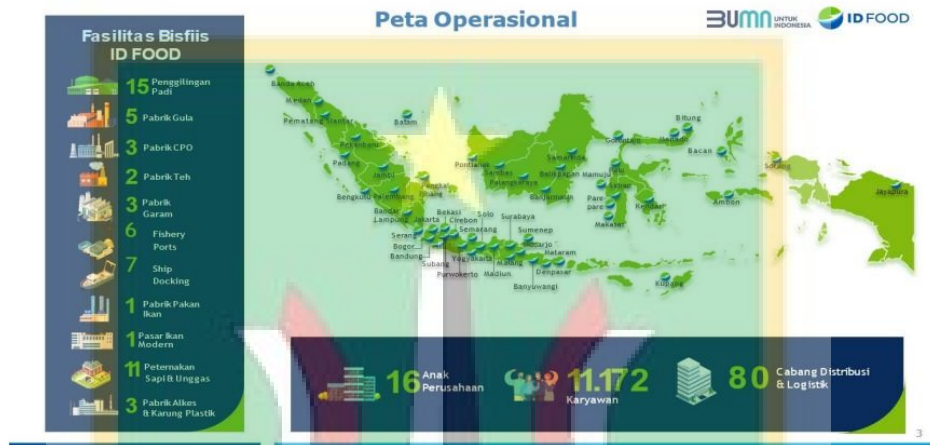 Peta Operasional
BUMN UNTUK INDONESIA
ID FOOD
Fasilitas Bisfiis
ID FOOD
15 Penggilingan
Padi
5 Pabrik Gula
3 Pabrik CPO
2 Pabrik Teh
3 Pabrik
Garam
6 Fishery
Ports
7 Ship
Docking
1 Pabrik Pakan
Ikan
1 Pasar Ikan
Modern
11 Peternakan
Sapi & Unggas
3 Pabrik Alkes
& Karung Plastik
Banda Aceh
Medan
Pematang Siantar
Batam
Pekanbaru
Padang
Jambi
Bengkulu
Palembang
Pontianak
Sambas
Palangkaraya
Samarinda
Balikpapan
Banjarmasin
Mamuju
Pare
pare
Makasar
Kendari
Gorontalo
Manado
Bitung
Bacan
Ambon
Sorong
Jayapura
Bandar
Lampung
Jakarta
Bekasi
Cirebon
Solo
Semarang
Surabaya
Sumenep
Serang
Bogor
Bandung
Subang
Purwokerto
Yogyakarta
Madiun
Malang
Banyuwangi
Denpasar
Mataram
Kupang
16 Anak
Perusahaan
11.172
Karyawan
80 Cabang Distribusi
& Logistik
3